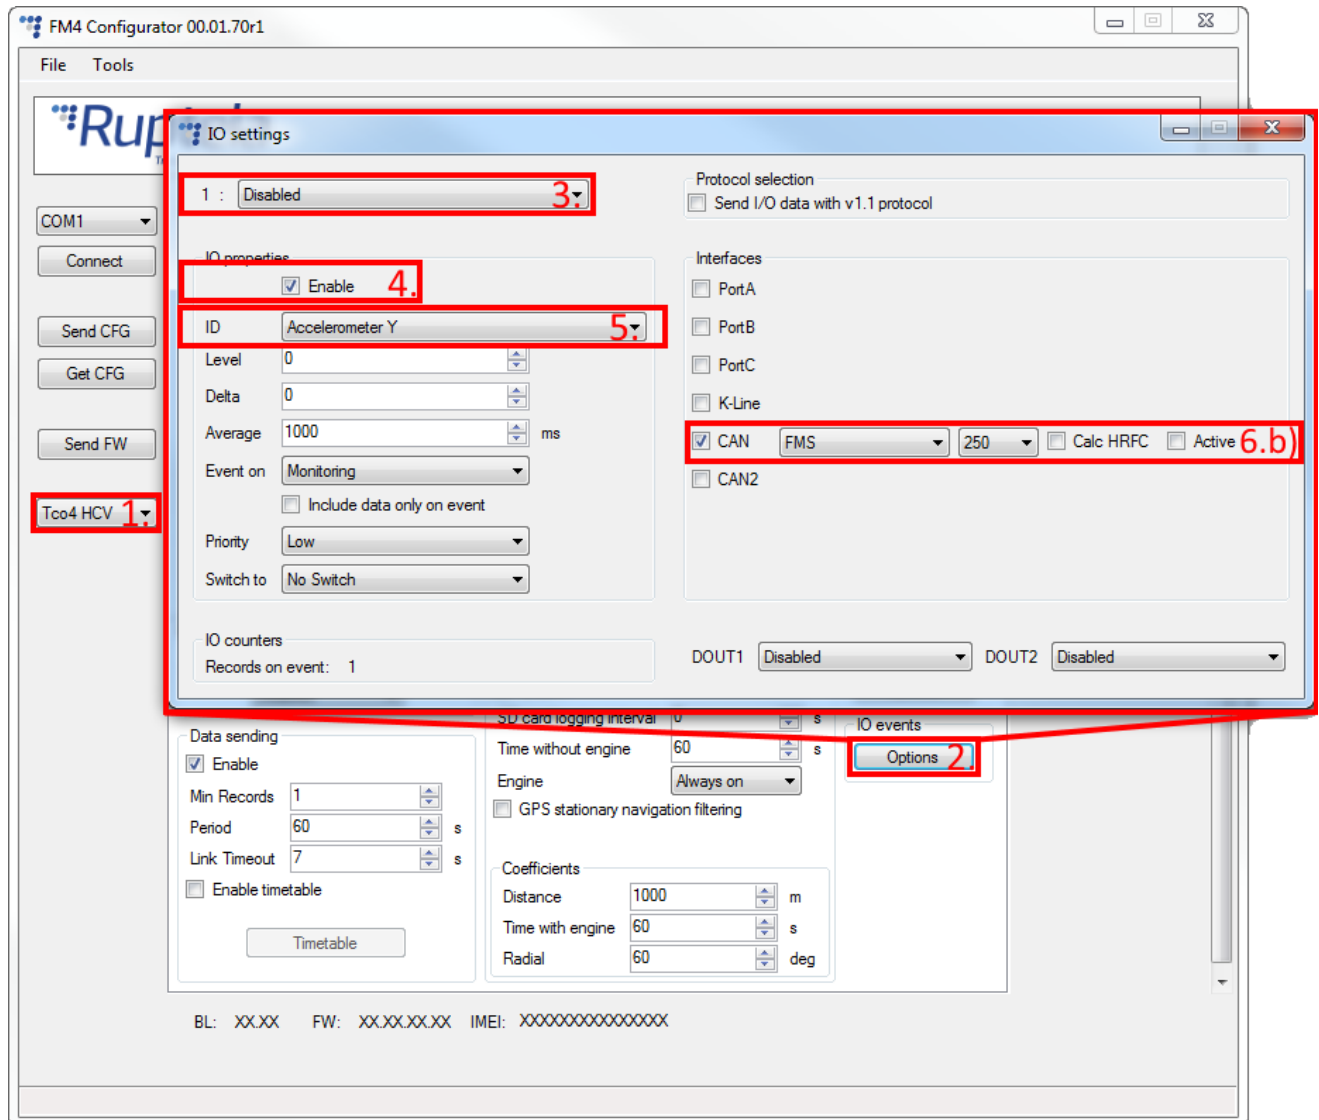 FM4 Configurator 00.01.70r1
File Tools
Rup
IO settings
1 : Disabled 3.
Protocol selection
Send I/O data with v1.1 protocol
COM1
Connect
Send CFG
Get CFG
Send FW
Tco4 HCV 1.
IO properties
Enable 4.
ID Accelerometer Y 5.
Level 0
Delta 0
Average 1000 ms
Event on Monitoring
Include data only on event
Priority Low
Switch to No Switch
IO counters
Records on event: 1
Interfaces
PortA
PortB
PortC
K-Line
CAN FMS 250 Calc HRFC Active 6.b)
CAN2
DOUT1 Disabled DOUT2 Disabled
Data sending
Enable
Min Records 1
Period 60 s
Link Timeout 7 s
Enable timetable
Timetable
SD card logging interval 0 s
Time without engine 60 s
Engine Always on
GPS stationary navigation filtering
Coefficients
Distance 1000 m
Time with engine 60 s
Radial 60 deg
IO events
Options 2.
BL: XX.XX FW: XX.XX.XX.XX IMEI: XXXXXXXXXXXXXXX